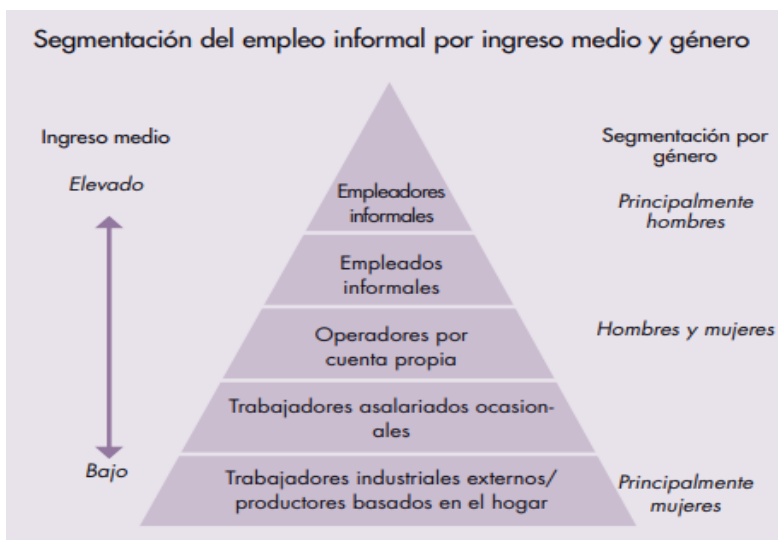 Segmentación del empleo informal por ingreso medio y género
Ingreso medio
Elevado
Bajo
Empleadores
informales
Empleados
informales
Operadores por
cuenta propia
Trabajadores asalariados ocasion-
ales
Trabajadores industriales externos/
productores basados en el hogar
Segmentación por
género
Principalmente
hombres
Hombres y mujeres
Principalmente
mujeres